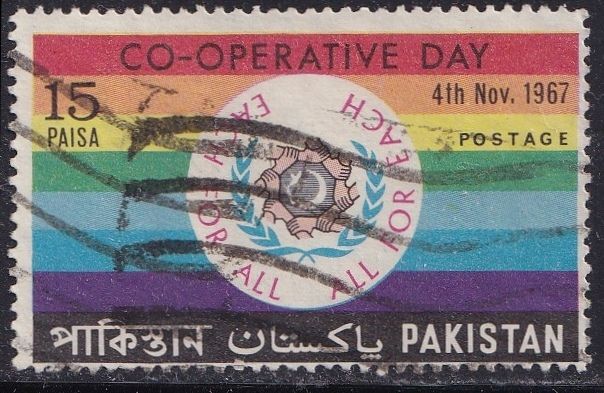 CO-OPERATIVE DAY
15 PAISA
4th Nov. 1967
POSTAGE
EACH FOR ALL ALL FOR EACH
পাকিস্তান پاکستان PAKISTAN